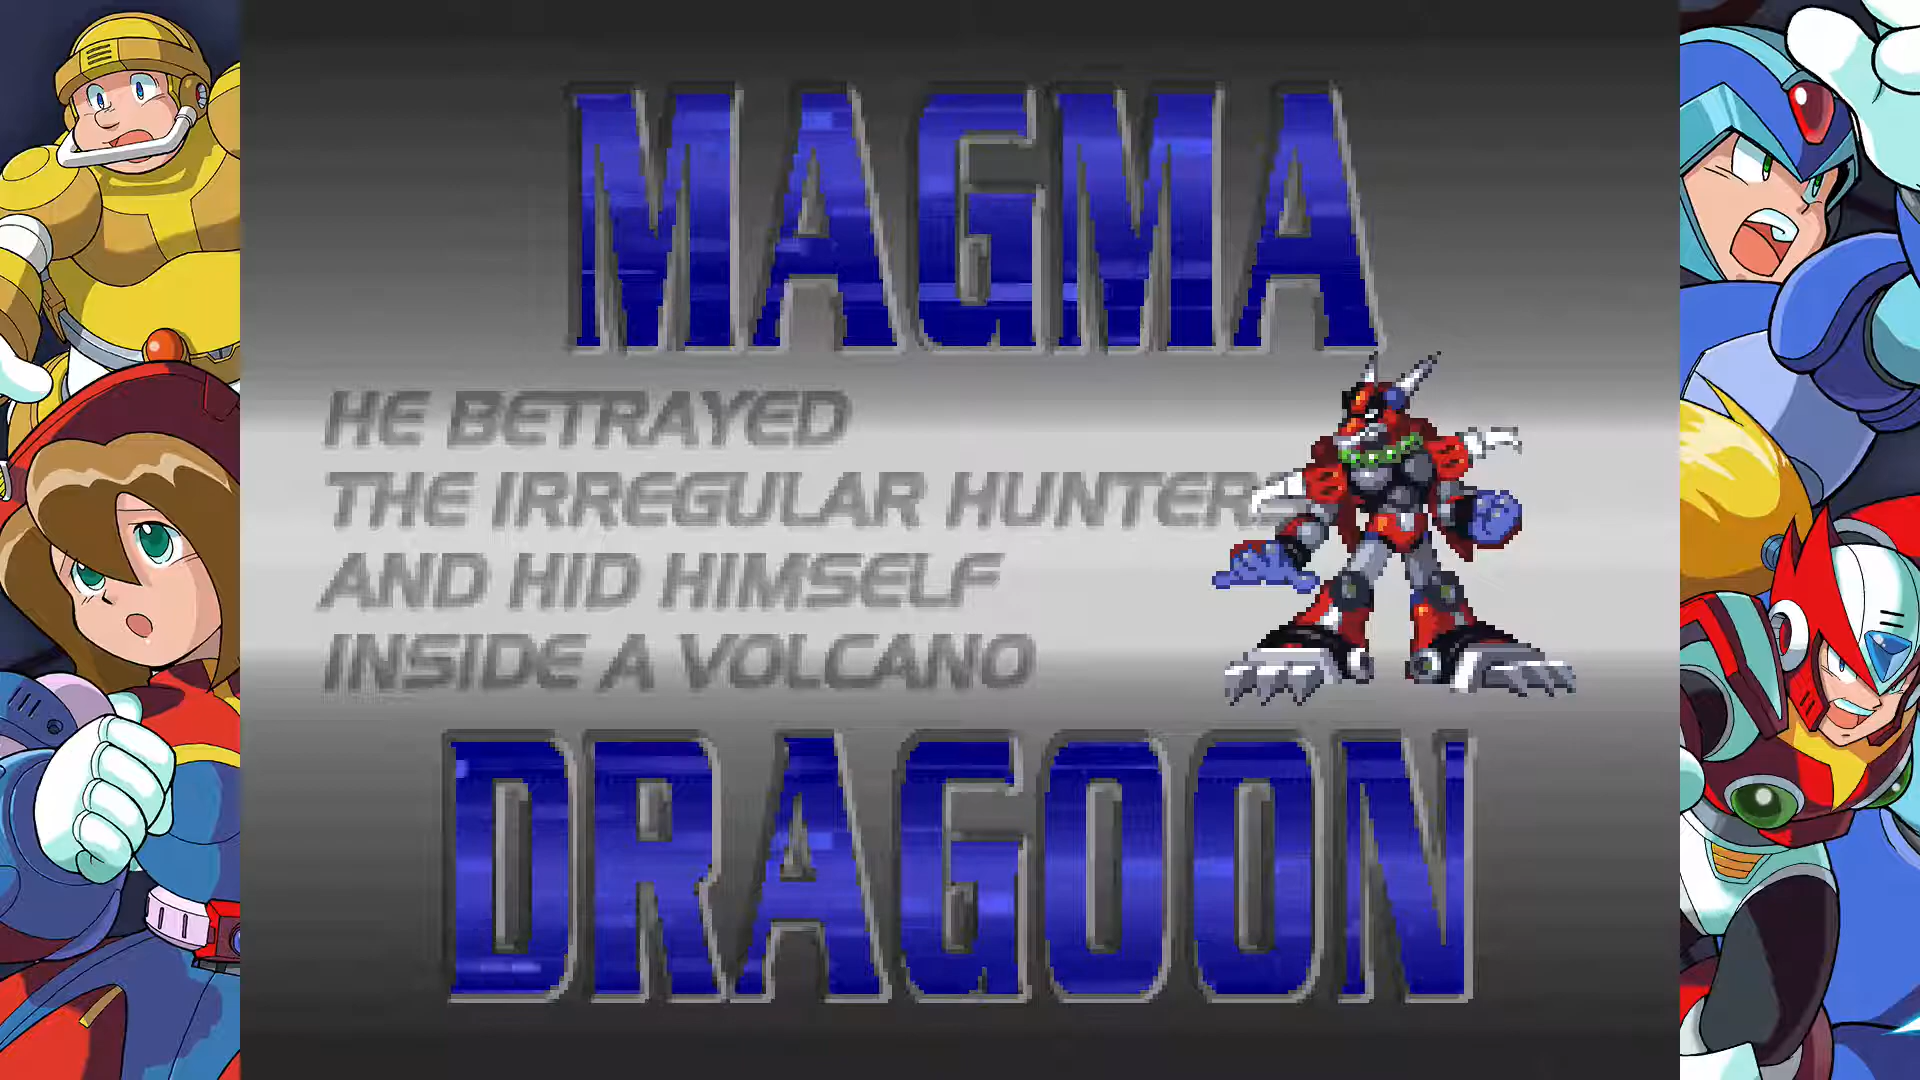 MAGMA
HE BETRAYED
THE IRREGULAR HUNTERS
AND HID HIMSELF
INSIDE A VOLCANO
DRAGOON